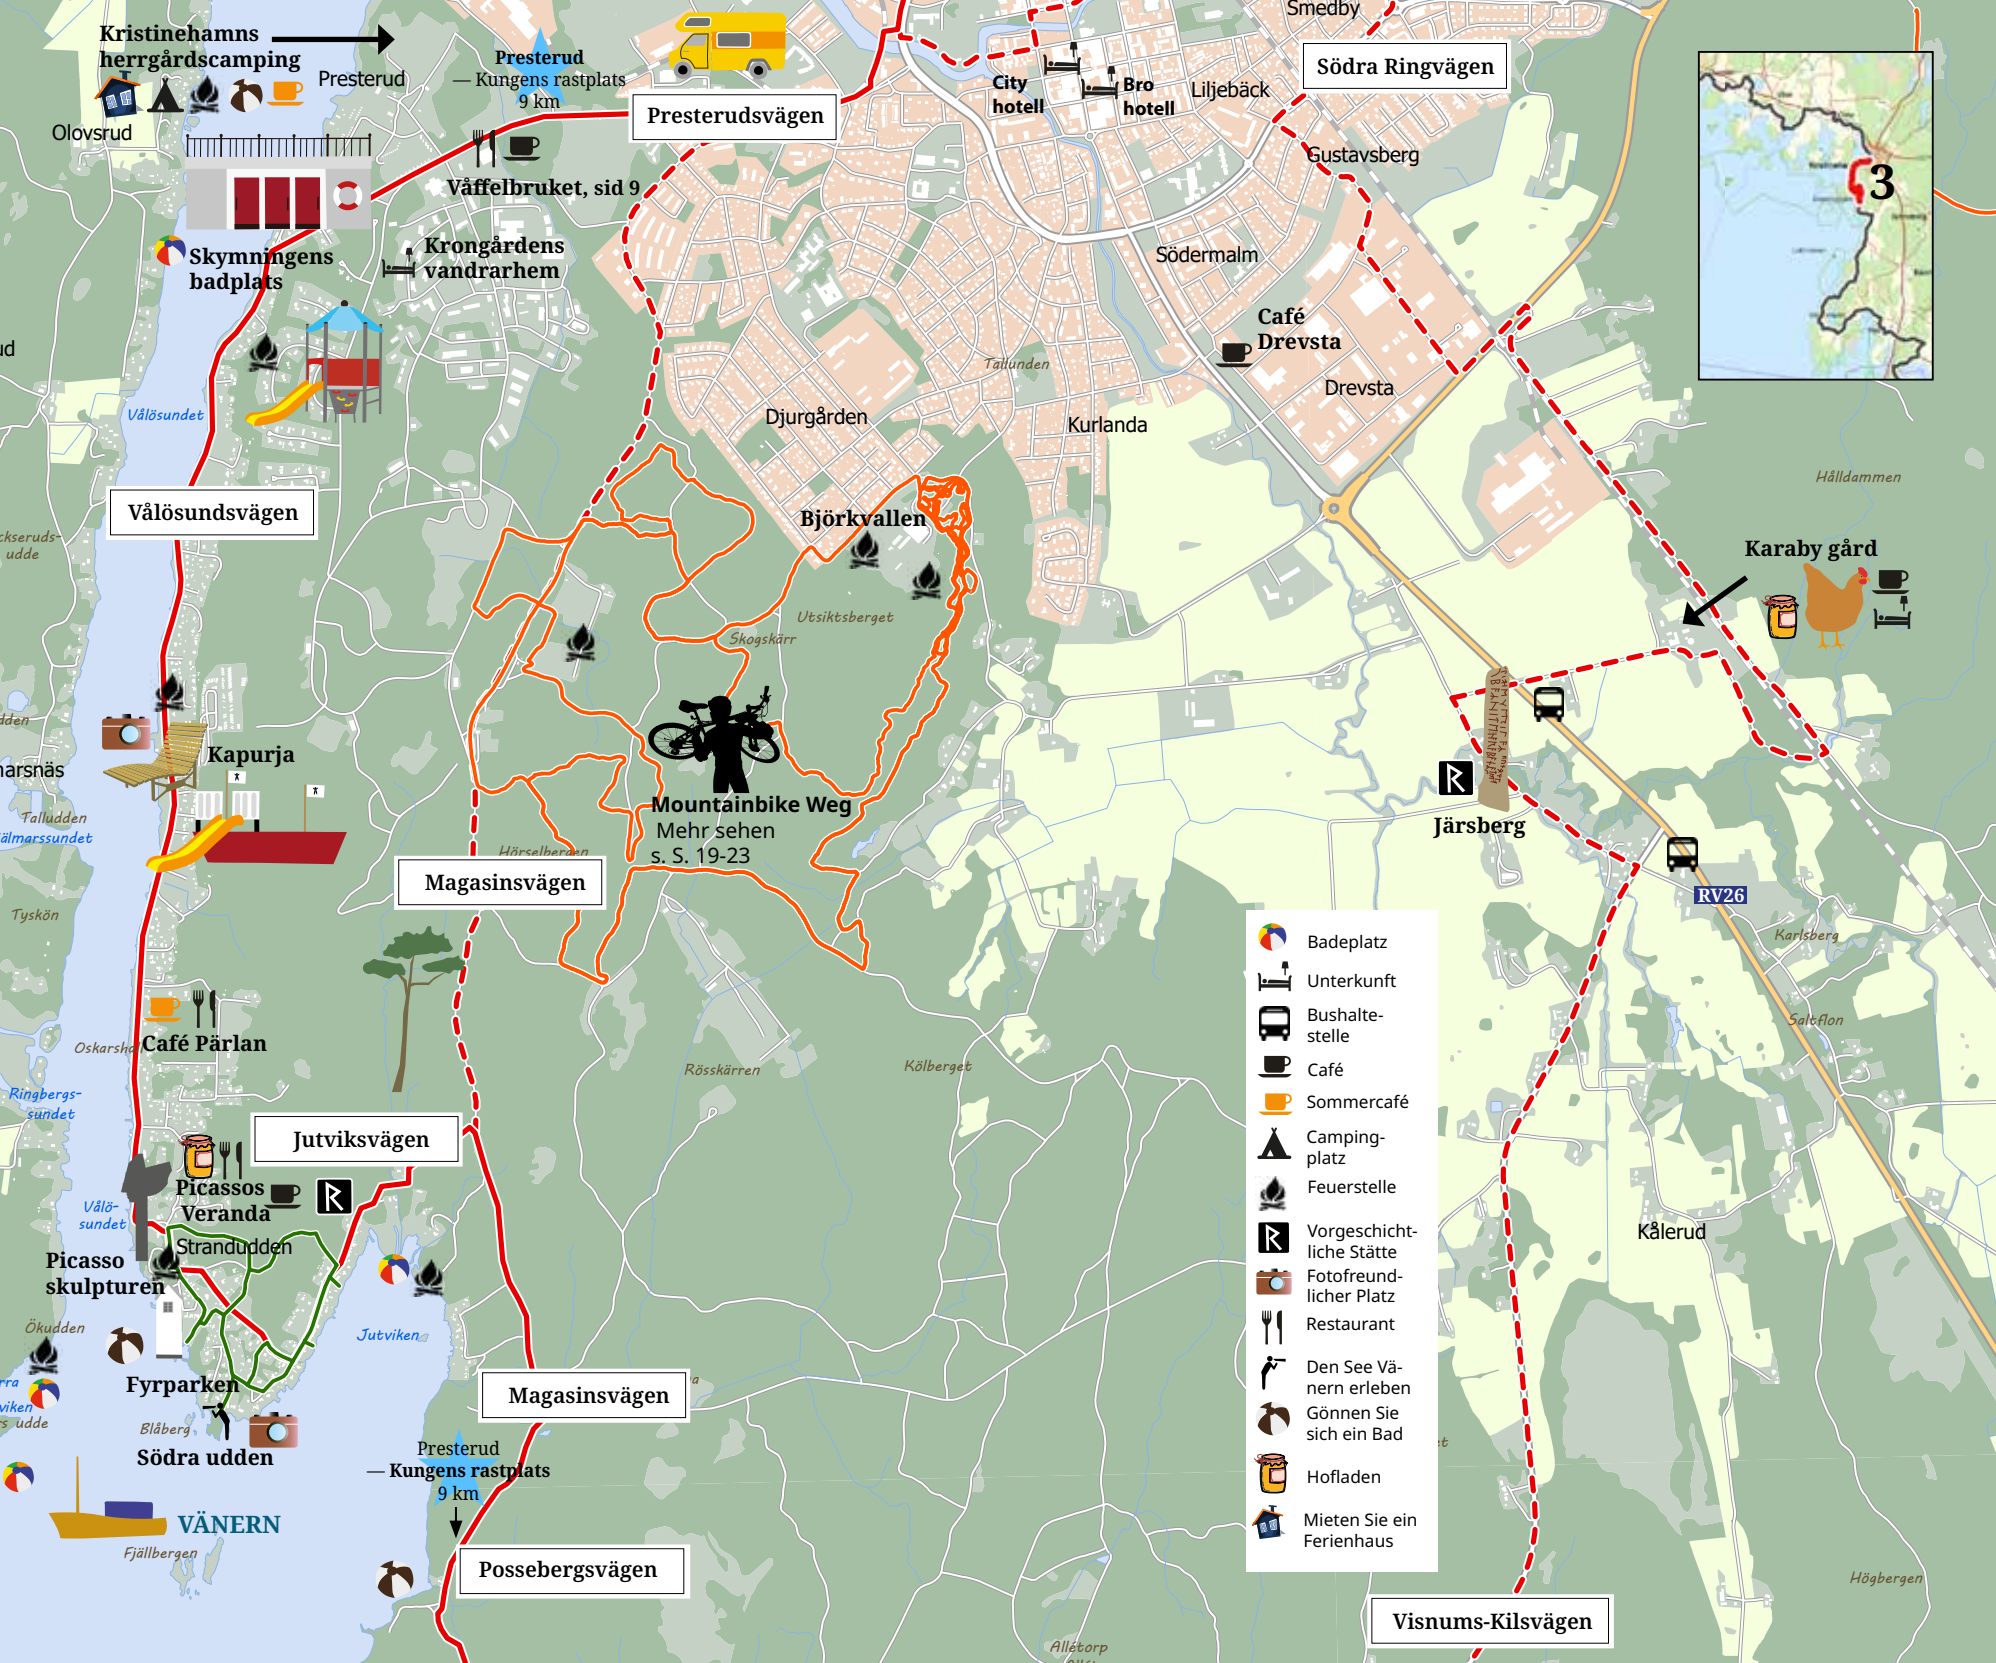 Kristinehamns
herrgårdscamping
Presterud
Olovsrud
Presterud
— Kungens rastplats
9 km
Presterudsvägen
City
hotell
Bro
hotell
Liljebäck
Smedby
Södra Ringvägen
Gustavsberg
3
Våffelbruket, sid 9
Krongårdens
vandrarhem
Skymningens
badplats
Södermalm
Café
Drevsta
Drevsta
Tallunden
Djurgården
Kurlanda
Vålösundet
Vålösundsvägen
Björkvallen
Utsiktsberget
Skogskärr
Hålldammen
Karaby gård
Kapurja
Talludden
Tyskön
Mountainbike Weg
Mehr sehen
s. S. 19-23
Hörselbergen
Magasinsvägen
Järsberg
RV26
Karlsberg
Saltflon
Café Pärlan
Ringbergs-
sundet
Rösskärren
Kölberget
Jutviksvägen
Picassos
Veranda
Vålö-
sundet
Strandudden
Picasso
skulpturen
Ökudden
Jutviken
Fyrparken
Blåberg
Södra udden
VÄNERN
Fjällbergen
Magasinsvägen
Presterud
— Kungens rastplats
9 km
Possebergsvägen
Kålerud
Högbergen
Allétorp
Visnums-Kilsvägen
Badeplatz
Unterkunft
Bushalte-
stelle
Café
Sommercafé
Camping-
platz
Feuerstelle
Vorgeschicht-
liche Stätte
Fotofreund-
licher Platz
Restaurant
Den See Vä-
nern erleben
Gönnen Sie
sich ein Bad
Hofladen
Mieten Sie ein
Ferienhaus